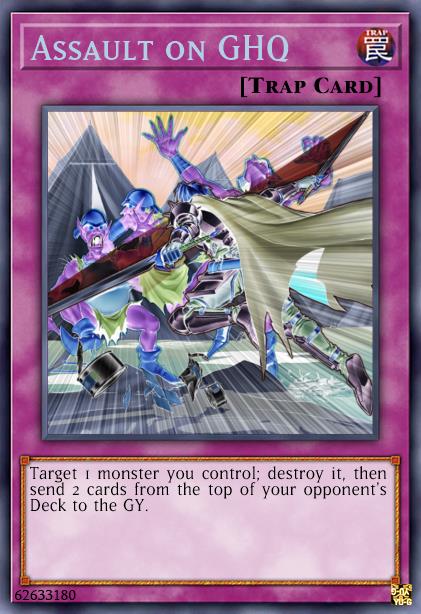 Assault on GHQ
TRAP
罠
[Trap Card]
Target 1 monster you control; destroy it, then
send 2 cards from the top of your opponent's
Deck to the GY.
62633180